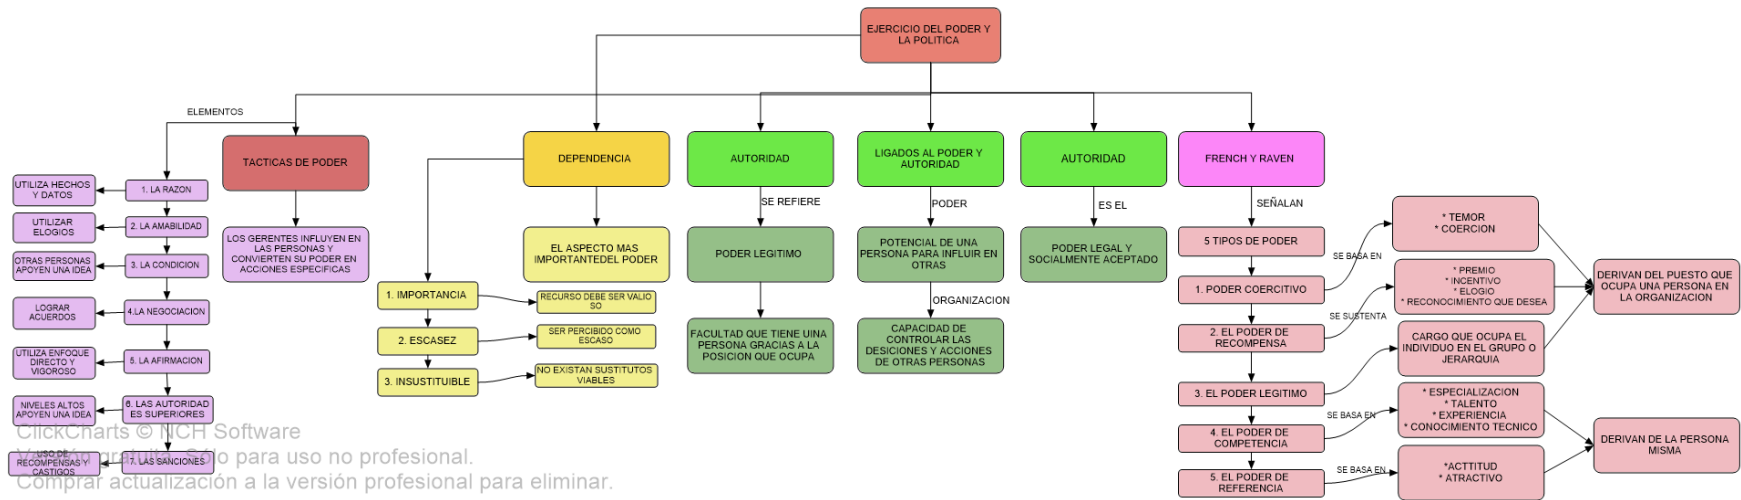 EJERCICIO DEL PODER Y
LA POLITICA
ELEMENTOS
TACTICAS DE PODER
LOS GERENTES INFLUYEN EN
LAS PERSONAS Y
CONVIERTEN SU PODER EN
ACCIONES ESPECIFICAS
1. LA RAZON
UTILIZA HECHOS
Y DATOS
2. LA AMABILIDAD
UTILIZAR
ELOGIOS
3. LA CONDICION
OTRAS PERSONAS
APOYEN UNA IDEA
4.LA NEGOCIACION
LOGRAR
ACUERDOS
5. LA AFIRMACION
UTILIZA ENFOQUE
DIRECTO Y
VIGOROSO
6. LAS AUTORIDAD
ES SUPERIORES
NIVELES ALTOS
APOYEN UNA IDEA
7. LAS SANCIONES
USO DE
RECOMPENSAS Y
CASTIGOS
DEPENDENCIA
EL ASPECTO MAS
IMPORTANTEDEL PODER
1. IMPORTANCIA
RECURSO DEBE SER VALIO
SO
2. ESCASEZ
SER PERCIBIDO COMO
ESCASO
3. INSUSTITUIBLE
NO EXISTAN SUSTITUTOS
VIABLES
AUTORIDAD
SE REFIERE
PODER LEGITIMO
FACULTAD QUE TIENE UINA
PERSONA GRACIAS A LA
POSICION QUE OCUPA
LIGADOS AL PODER Y
AUTORIDAD
PODER
POTENCIAL DE UNA
PERSONA PARA INFLUIR EN
OTRAS
ORGANIZACION
CAPACIDAD DE
CONTROLAR LAS
DESICIONES Y ACCIONES
DE OTRAS PERSONAS
AUTORIDAD
ES EL
PODER LEGAL Y
SOCIALMENTE ACEPTADO
FRENCH Y RAVEN
SEÑALAN
5 TIPOS DE PODER
1. PODER COERCITIVO
SE BASA EN
* TEMOR
* COERCION
2. EL PODER DE
RECOMPENSA
SE SUSTENTA
* PREMIO
* INCENTIVO
* ELOGIO
* RECONOCIMIENTO QUE DESEA
3. EL PODER LEGITIMO
CARGO QUE OCUPA EL
INDIVIDUO EN EL GRUPO O
JERARQUIA
DERIVAN DEL PUESTO QUE
OCUPA UNA PERSONA EN
LA ORGANIZACION
4. EL PODER DE
COMPETENCIA
SE BASA EN
* ESPECIALIZACION
* TALENTO
* EXPERIENCIA
* CONOCIMIENTO TECNICO
5. EL PODER DE
REFERENCIA
SE BASA EN
*ACTTITUD
* ATRACTIVO
DERIVAN DE LA PERSONA
MISMA
ClickCharts © NCH Software
Versión gratuita. Sólo para uso no profesional.
Comprar actualización a la versión profesional para eliminar.